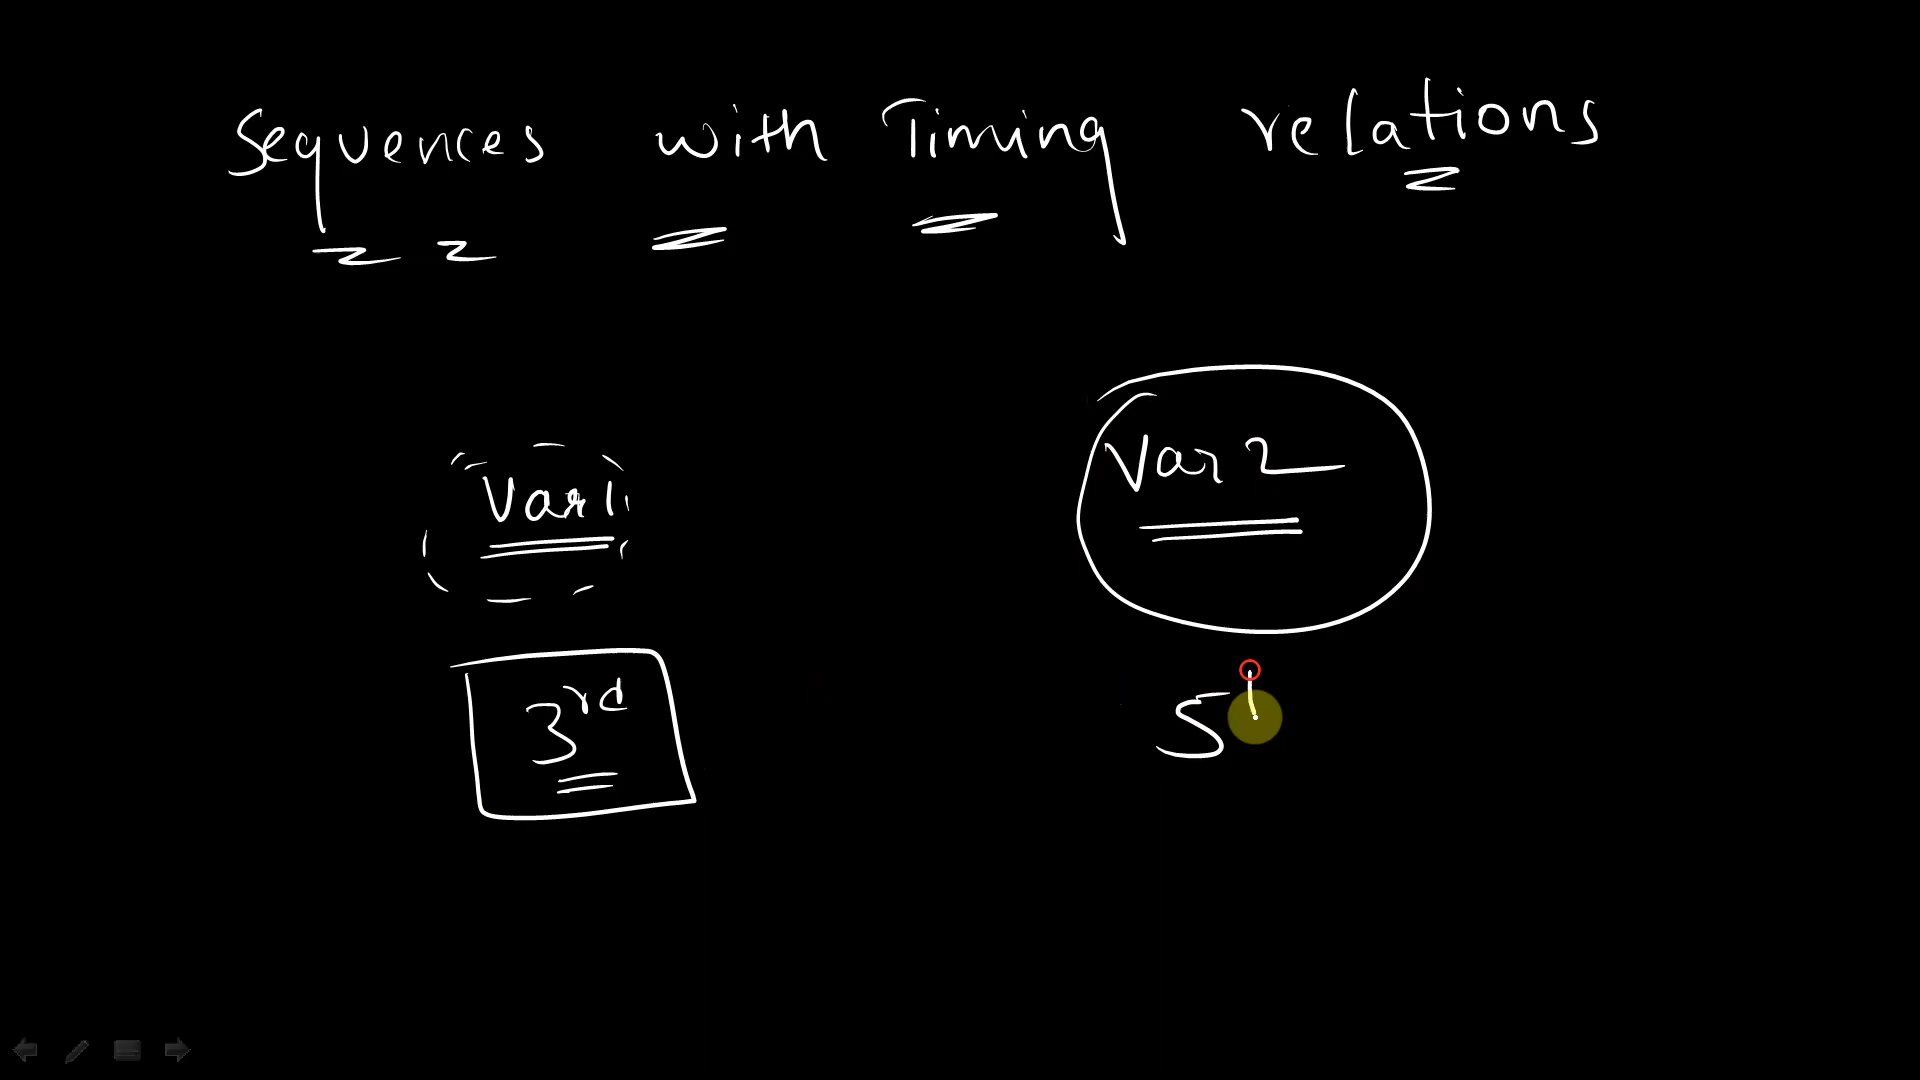 Sequences with Timing relations
Var1 Var2
3rd 5